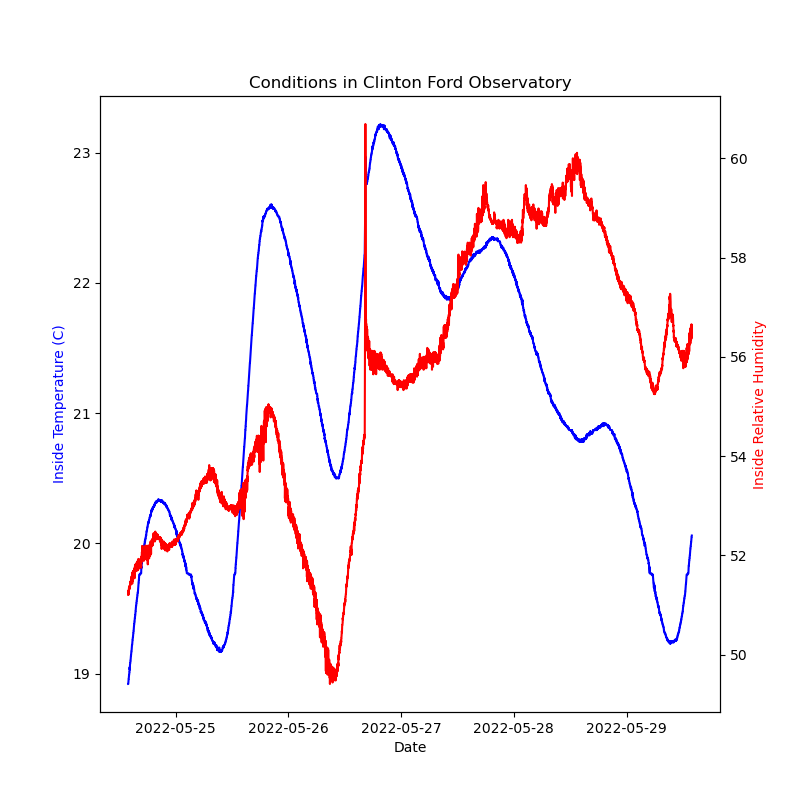 Conditions in Clinton Ford Observatory
23
22
21
20
19
Inside Temperature (C)
60
58
56
54
52
50
Inside Relative Humidity
2022-05-25 2022-05-26 2022-05-27 2022-05-28 2022-05-29
Date